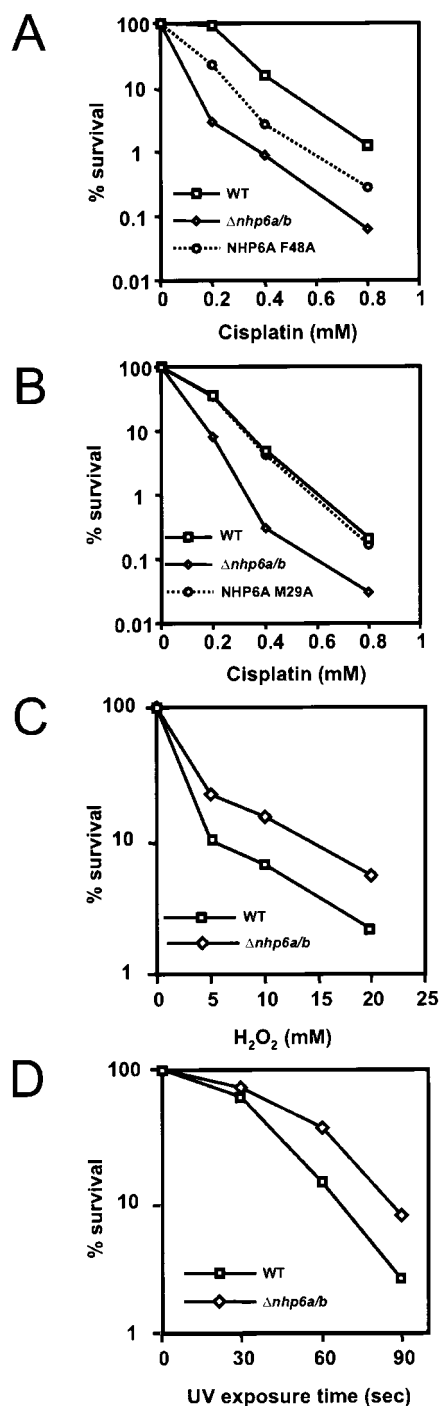 A
100
10
1
0.1
0.01
% survival
WT
Δnhp6a/b
NHP6A F48A
0 0.2 0.4 0.6 0.8 1
Cisplatin (mM)
B
100
10
1
0.1
0.01
% survival
WT
Δnhp6a/b
NHP6A M29A
0 0.2 0.4 0.6 0.8 1
Cisplatin (mM)
C
100
10
1
% survival
WT
Δnhp6a/b
0 5 10 15 20 25
H₂O₂ (mM)
D
100
10
1
% survival
WT
Δnhp6a/b
0 30 60 90
UV exposure time (sec)